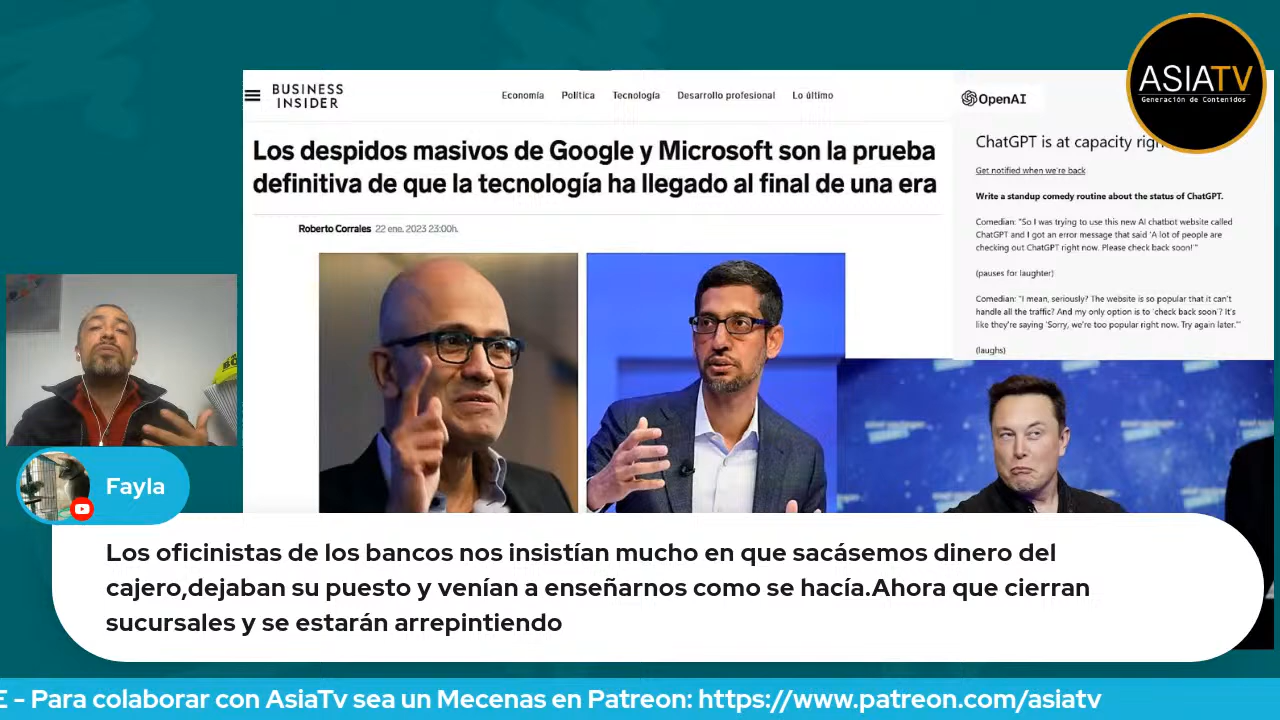 BUSINESS
INSIDER
Economía Política Tecnología Desarrollo profesional Lo último
Los despidos masivos de Google y Microsoft son la prueba
definitiva de que la tecnología ha llegado al final de una era
Roberto Corrales 22 ene. 2023 23:00h.
OpenAI
ChatGPT is at capacity
Get notified when we're back
Write a standup comedy routine about the status of ChatGPT.
Comedian: "So I was trying to use this new AI chatbot website called
ChatGPT and I got an error message that said 'A lot of people are
checking out ChatGPT right now. Please check back soon!'"
(pauses for laughter)
Comedian: "I mean, seriously? The website is so popular that it can't
handle all the traffic? And my only option is to 'check back soon'? It's
like they're saying 'Sorry, we're too popular right now. Try again later.'"
(laughs)
ASIATV
Generación de Contenidos
Fayla
Los oficinistas de los bancos nos insistían mucho en que sacásemos dinero del
cajero,dejaban su puesto y venían a enseñarnos como se hacía.Ahora que cierran
sucursales y se estarán arrepintiendo
E - Para colaborar con AsiaTv sea un Mecenas en Patreon: https://www.patreon.com/asiatv